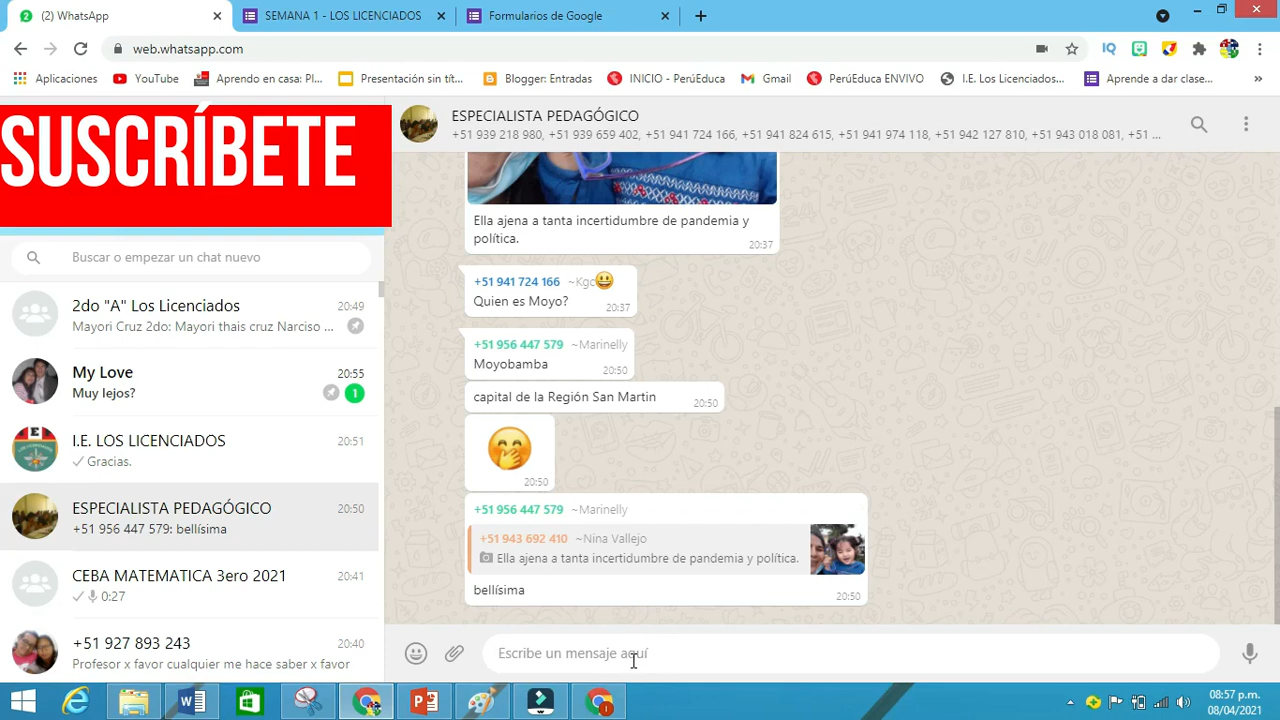 (2) WhatsApp
SEMANA 1 - LOS LICENCIADOS
Formularios de Google
web.whatsapp.com
Aplicaciones
YouTube
Aprendo en casa: Pl...
Presentación sin tít...
Blogger: Entradas
INICIO - PerúEduca
Gmail
PerúEduca ENVIVO
I.E. Los Licenciados...
Aprende a dar clase...
SUSCRÍBETE
ESPECIALISTA PEDAGÓGICO
+51 939 218 980, +51 939 659 402, +51 941 724 166, +51 941 824 615, +51 941 974 118, +51 942 127 810, +51 943 018 081, +51 ...
Buscar o empezar un chat nuevo
2do "A" Los Licenciados 20:49
Mayori Cruz 2do: Mayori thais cruz Narciso ...
My Love 20:55
Muy lejos? 1
I.E. LOS LICENCIADOS 20:51
Gracias.
ESPECIALISTA PEDAGÓGICO 20:50
+51 956 447 579: bellísima
CEBA MATEMATICA 3ero 2021 20:41
0:27
+51 927 893 243 20:40
Profesor x favor cualquier me hace saber x favor
Ella ajena a tanta incertidumbre de pandemia y
política. 20:37
+51 941 724 166 ~Kgc
Quien es Moyo? 20:37
+51 956 447 579 ~Marinelly
Moyobamba 20:50
capital de la Región San Martin 20:50
20:50
+51 956 447 579 ~Marinelly
+51 943 692 410 ~Nina Vallejo
Ella ajena a tanta incertidumbre de pandemia y política.
bellísima 20:50
Escribe un mensaje aquí
08:57 p.m.
08/04/2021